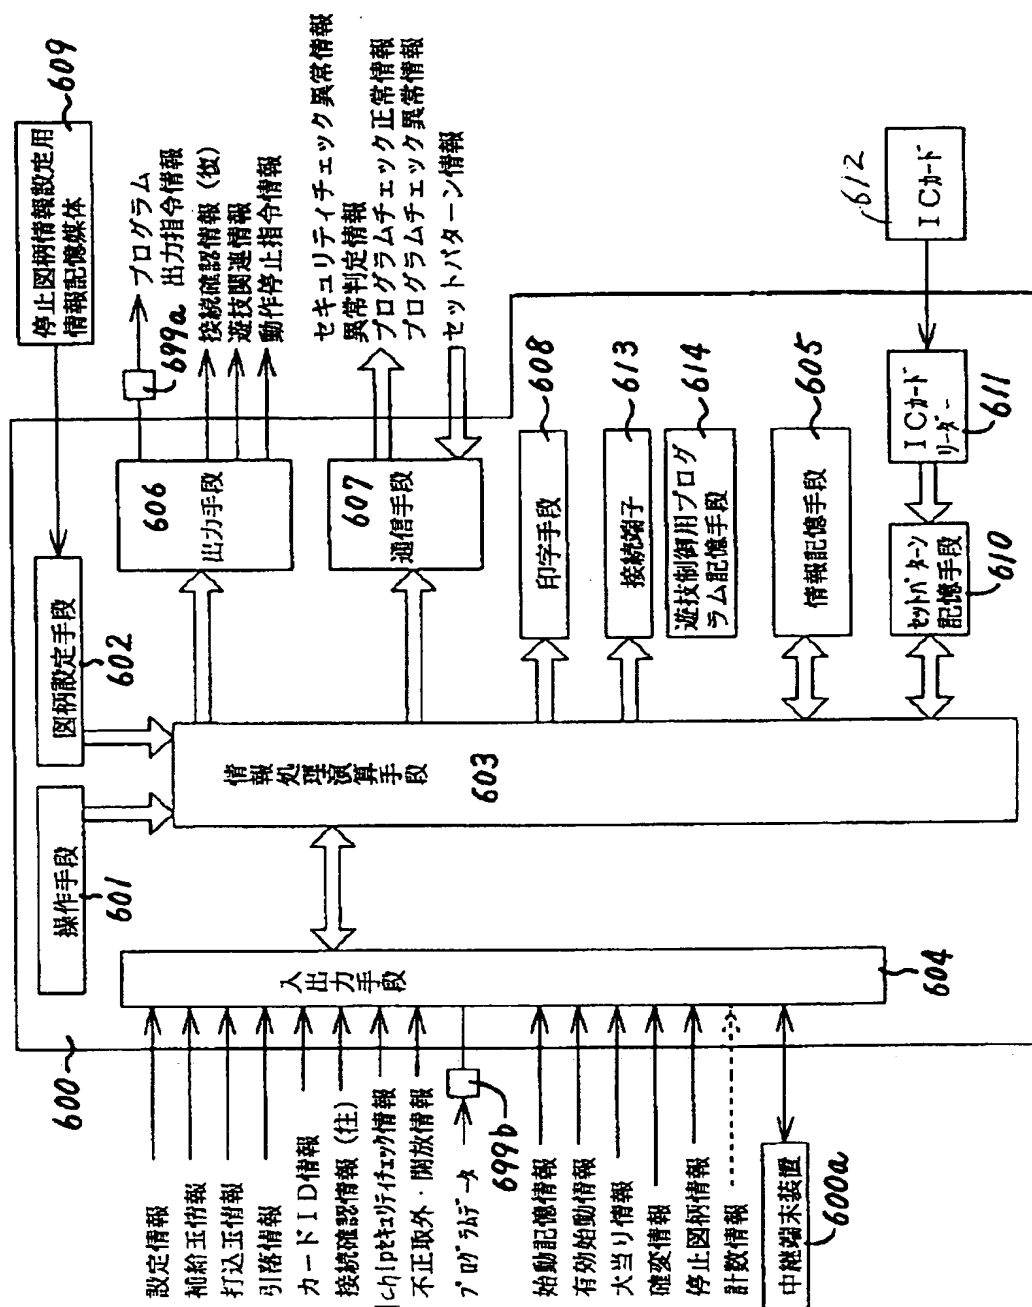 停止図柄情報設定用
情報記憶媒体
609
プログラム
出力指令情報
699a
接続確認情報 (復)
遊技関連情報
動作停止指令情報
セキュリティチェック異常情報
異常判定情報
プログラムチェック正常情報
プログラムチェック異常情報
セットパターン情報
612
ICカード
600
操作手段
601
図柄設定手段
602
606
出力手段
607
通信手段
印字手段
608
接続端子
613
遊技制御用プログ
ラム記憶手段
614
情報記憶手段
605
セットパターン
記憶手段
610
ICカード
リーダー
611
情報処理演算手段
603
入出力手段
604
設定情報
補給玉情報
打込玉情報
引落情報
カードID情報
接続確認情報 (往)
1chipセキュリティチェック情報
不正取外・開放情報
プログラムデータ
699b
始動記憶情報
有効始動情報
大当り情報
確変情報
停止図柄情報
計数情報
中継端末装置
600a